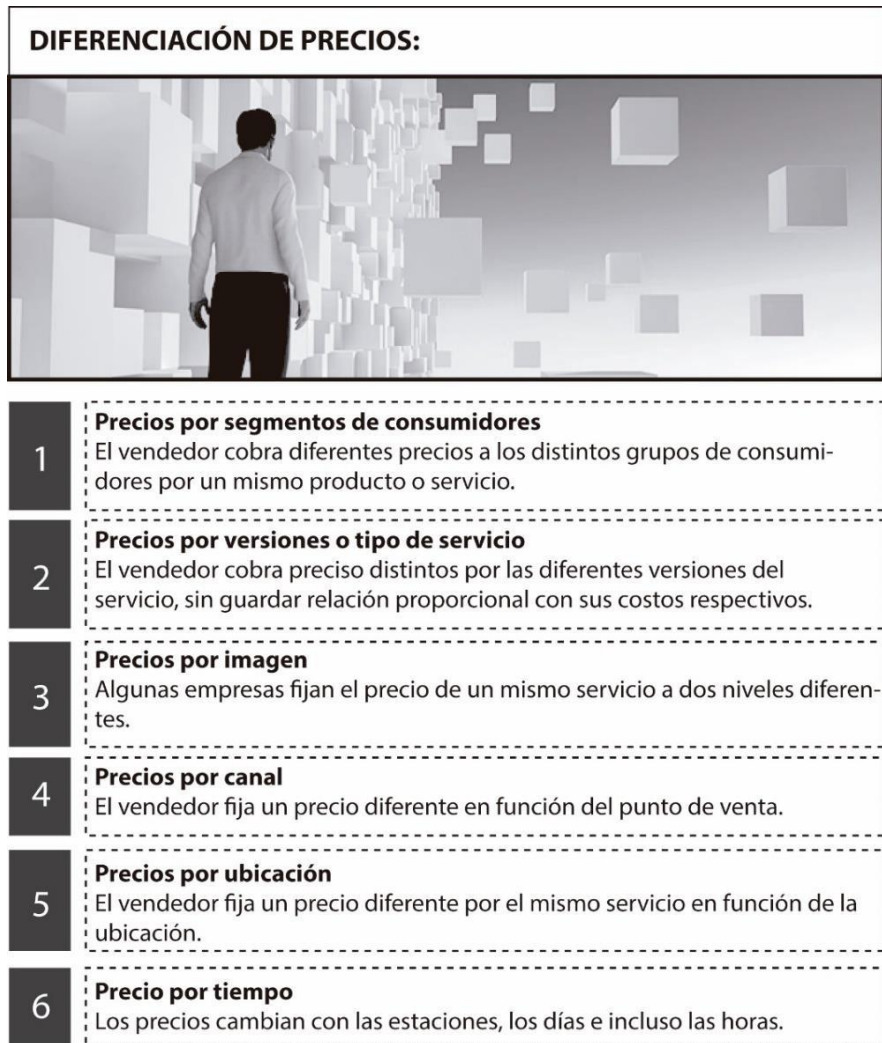 DIFERENCIACIÓN DE PRECIOS:
1
Precios por segmentos de consumidores
El vendedor cobra diferentes precios a los distintos grupos de consumi-
dores por un mismo producto o servicio.
2
Precios por versiones o tipo de servicio
El vendedor cobra preciso distintos por las diferentes versiones del
servicio, sin guardar relación proporcional con sus costos respectivos.
3
Precios por imagen
Algunas empresas fijan el precio de un mismo servicio a dos niveles diferen-
tes.
4
Precios por canal
El vendedor fija un precio diferente en función del punto de venta.
5
Precios por ubicación
El vendedor fija un precio diferente por el mismo servicio en función de la
ubicación.
6
Precio por tiempo
Los precios cambian con las estaciones, los días e incluso las horas.